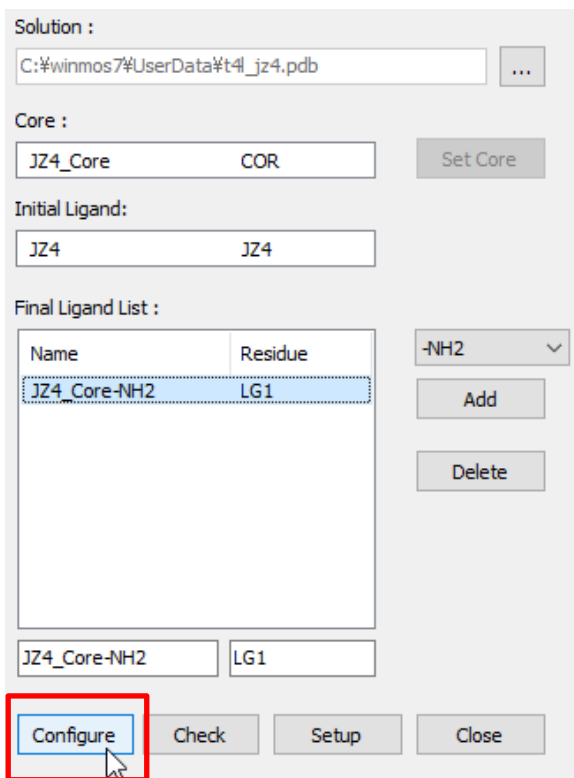 Solution :
C:¥winmos7¥UserData¥t4l_jz4.pdb ...
Core :
JZ4_Core COR Set Core
Initial Ligand:
JZ4 JZ4
Final Ligand List :
Name Residue -NH2
JZ4_Core-NH2 LG1
Add
Delete
JZ4_Core-NH2 LG1
Configure Check Setup Close